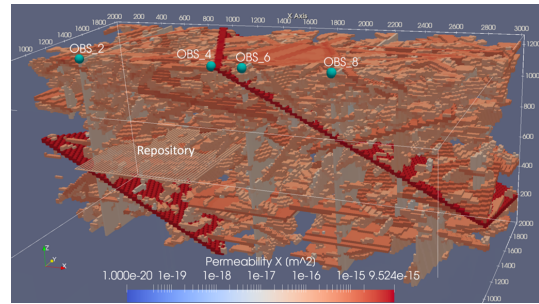 X Axis
2000 1800 1600 1400 1200 1000 800 600 400 200
1000 1200 1400 1600 1800 2000 2200 2400 2600 2800 3000
OBS_2
OBS_4
OBS_6
OBS_8
1200
1000
800
600
400
200
Repository
2000
1800
1600
1400
1200
1000
Permeability X (m^2)
1.000e-20 1e-19 1e-18 1e-17 1e-16 1e-15 9.524e-15
Z
Y
X